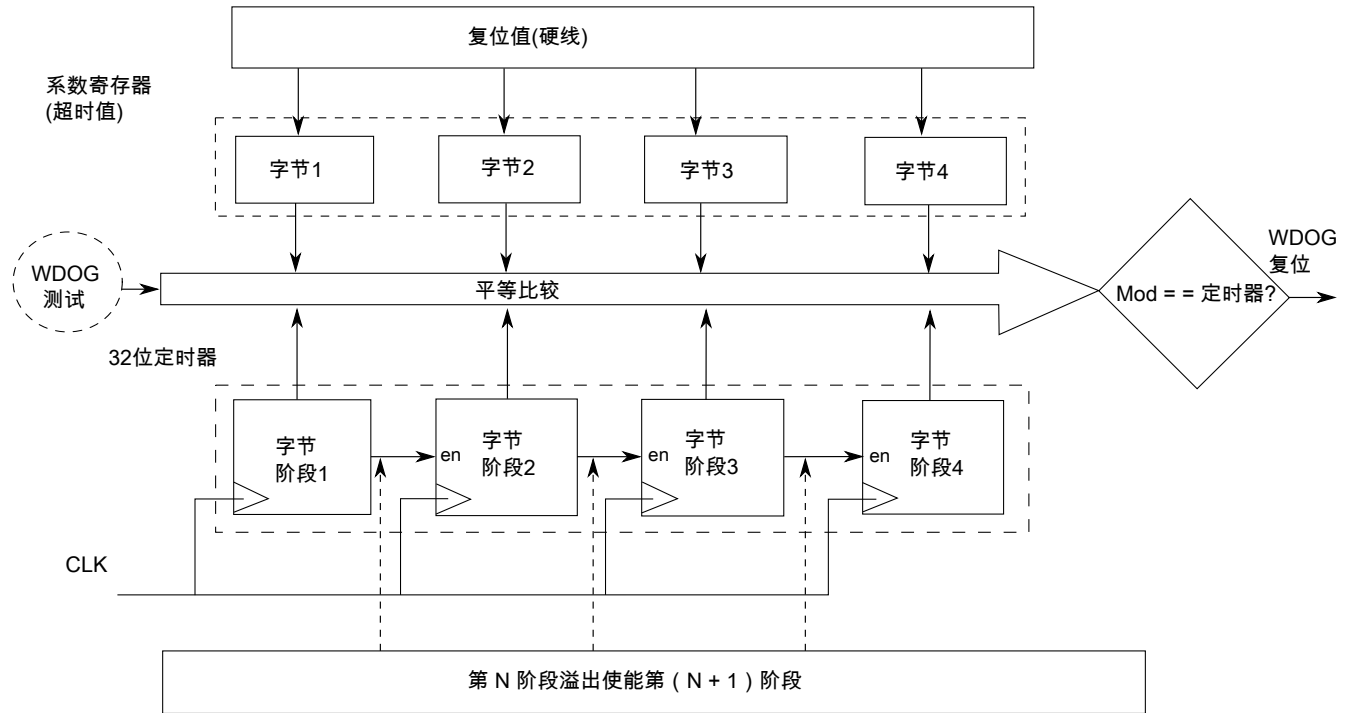 复位值(硬线)
系数寄存器
(超时值)
字节1
字节2
字节3
字节4
WDOG
测试
平等比较
Mod = = 定时器?
WDOG
复位
32位定时器
字节
阶段1
en
字节
阶段2
en
字节
阶段3
en
字节
阶段4
CLK
第 N 阶段溢出使能第 ( N + 1 ) 阶段